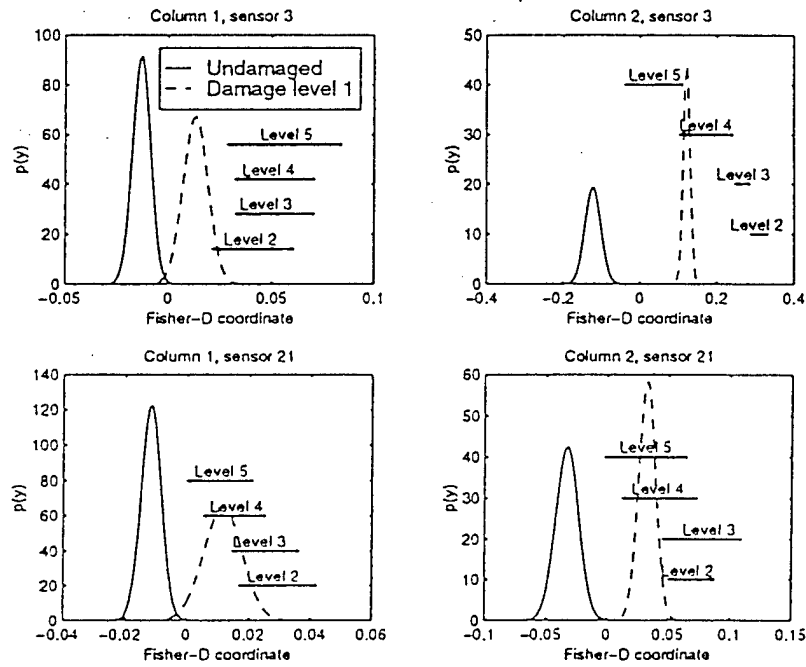 Column 1, sensor 3
100
80
60
40
20
0
p(y)
Undamaged
Damage level 1
Level 5
Level 4
Level 3
Level 2
−0.05 0 0.05 0.1
Fisher−D coordinate
Column 2, sensor 3
50
40
30
20
10
0
p(y)
Level 5
Level 4
Level 3
Level 2
−0.4 −0.2 0 0.2 0.4
Fisher−D coordinate
Column 1, sensor 21
140
120
100
80
60
40
20
0
p(y)
Level 5
Level 4
Level 3
Level 2
−0.04 −0.02 0 0.02 0.04 0.06
Fisher−D coordinate
Column 2, sensor 21
60
50
40
30
20
10
0
p(y)
Level 5
Level 4
Level 3
Level 2
−0.1 −0.05 0 0.05 0.1 0.15
Fisher−D coordinate